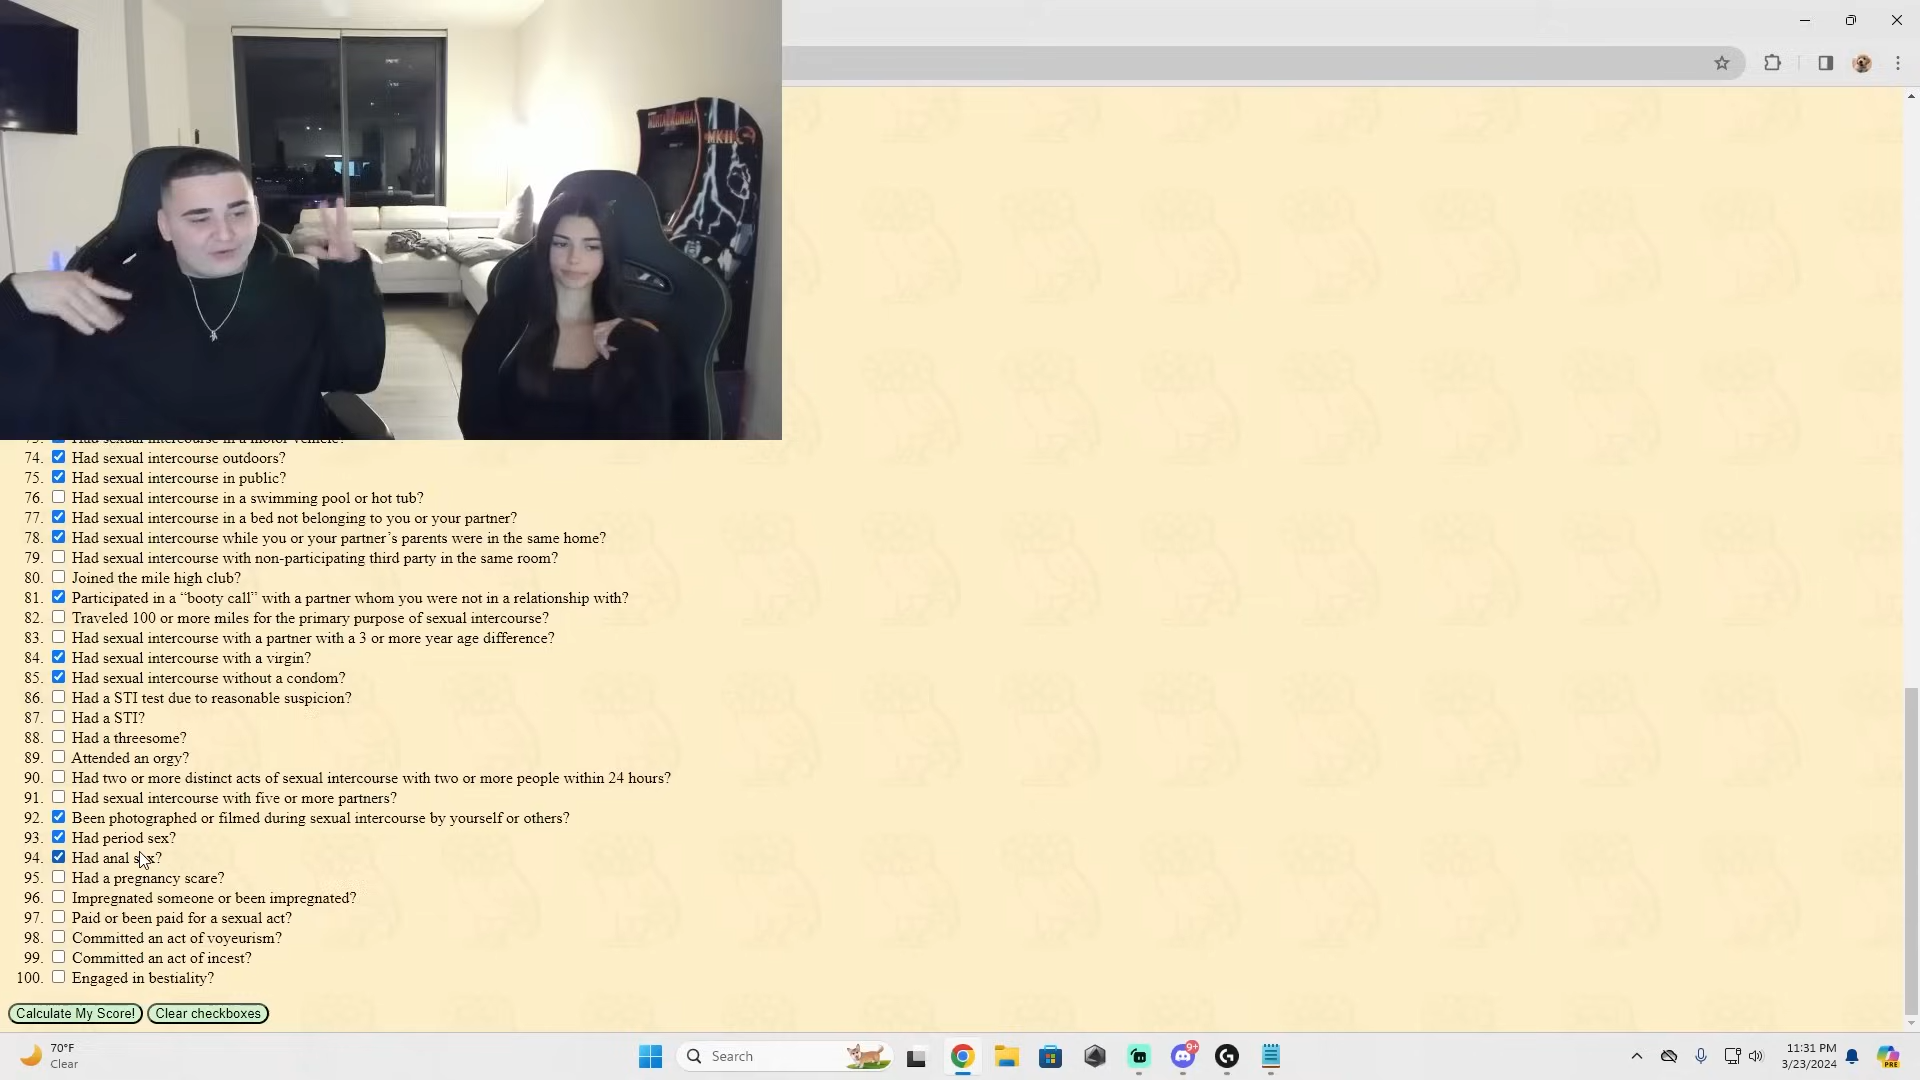 MKII
73. Had sexual intercourse in a motor vehicle?
74. Had sexual intercourse outdoors?
75. Had sexual intercourse in public?
76. Had sexual intercourse in a swimming pool or hot tub?
77. Had sexual intercourse in a bed not belonging to you or your partner?
78. Had sexual intercourse while you or your partner’s parents were in the same home?
79. Had sexual intercourse with non-participating third party in the same room?
80. Joined the mile high club?
81. Participated in a “booty call” with a partner whom you were not in a relationship with?
82. Traveled 100 or more miles for the primary purpose of sexual intercourse?
83. Had sexual intercourse with a partner with a 3 or more year age difference?
84. Had sexual intercourse with a virgin?
85. Had sexual intercourse without a condom?
86. Had a STI test due to reasonable suspicion?
87. Had a STI?
88. Had a threesome?
89. Attended an orgy?
90. Had two or more distinct acts of sexual intercourse with two or more people within 24 hours?
91. Had sexual intercourse with five or more partners?
92. Been photographed or filmed during sexual intercourse by yourself or others?
93. Had period sex?
94. Had anal sex?
95. Had a pregnancy scare?
96. Impregnated someone or been impregnated?
97. Paid or been paid for a sexual act?
98. Committed an act of voyeurism?
99. Committed an act of incest?
100. Engaged in bestiality?
Calculate My Score! Clear checkboxes
70°F
Clear
Search
9+
11:31 PM
3/23/2024
PRE